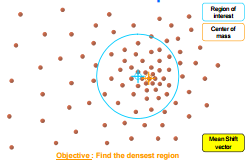 Region of
interest
Center of
mass
Mean Shift
vector
Objective : Find the densest region